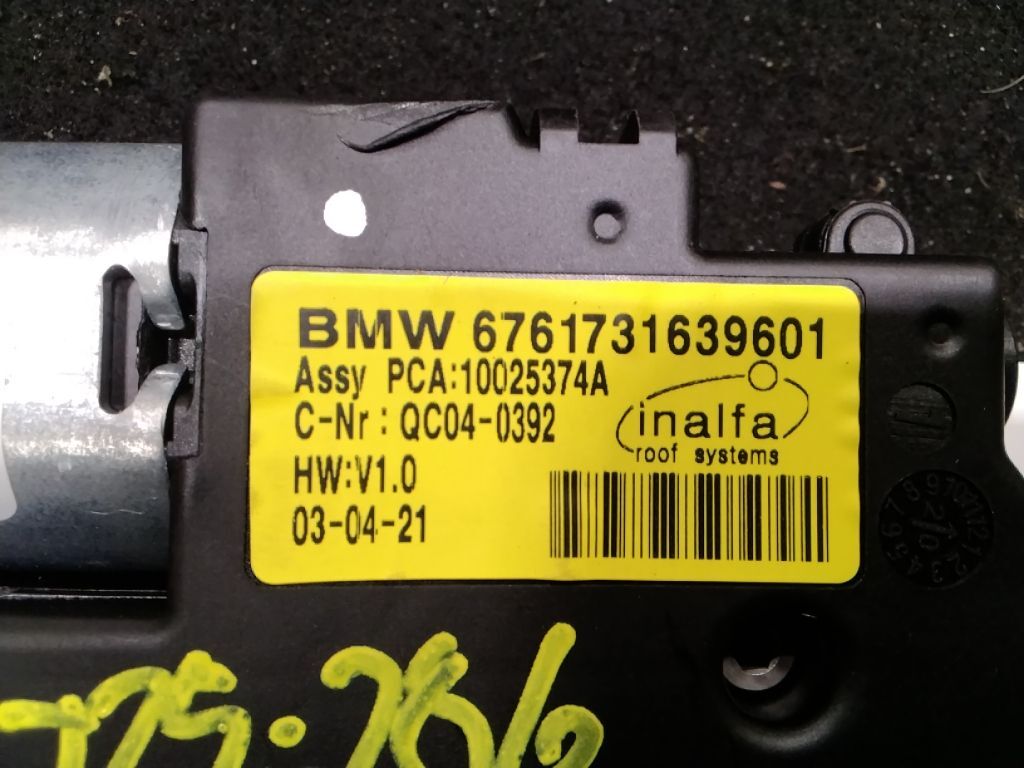 BMW 6761731639601
Assy PCA:10025374A
C-Nr : QC04-0392
inalfa
roof systems
HW:V1.0
03-04-21